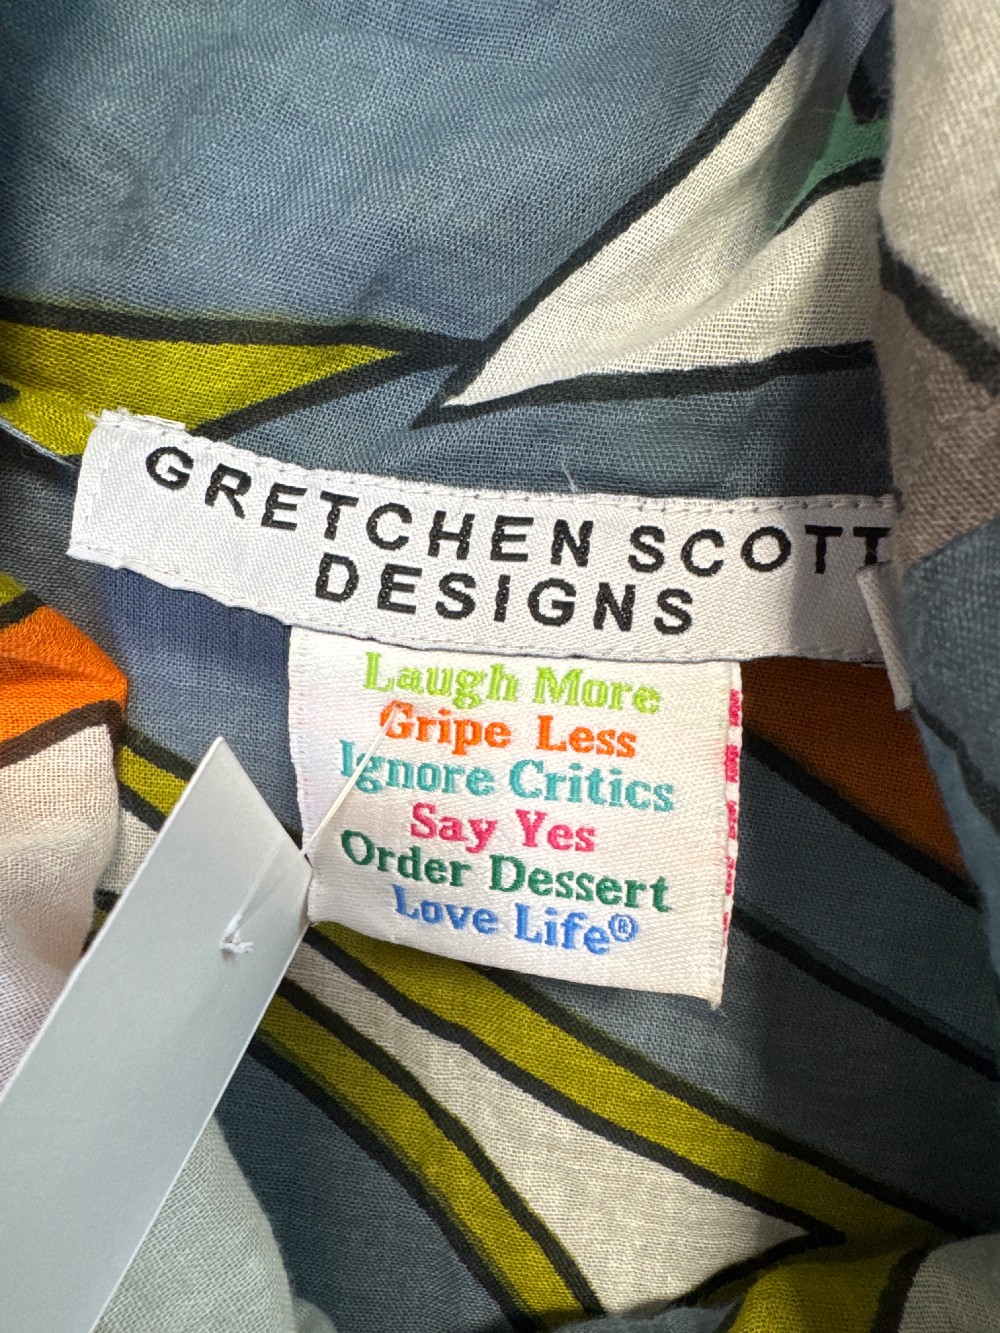 GRETCHEN SCOTT
DESIGNS
Laugh More
Gripe Less
Ignore Critics
Say Yes
Order Dessert
Love Life®